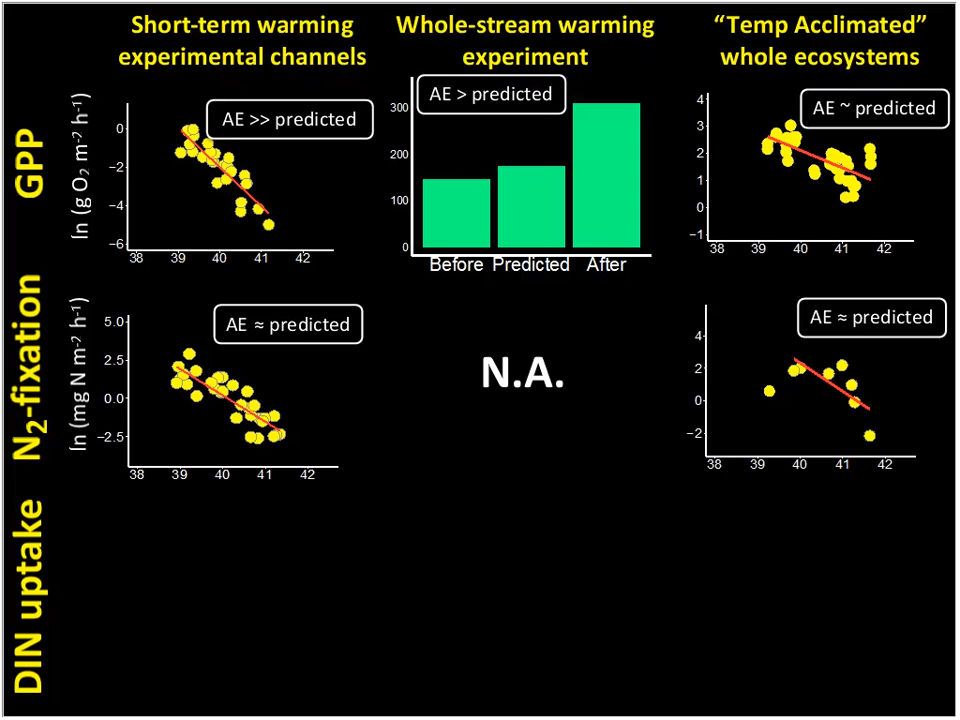 Short-term warming
experimental channels
Whole-stream warming
experiment
“Temp Acclimated”
whole ecosystems
GPP
ln (g O2 m-2 h-1)
AE >> predicted
0
−2
−4
−6
38 39 40 41 42
AE > predicted
300
200
100
0
Before Predicted After
AE ~ predicted
4
3
2
1
0
−1
38 39 40 41 42
N2-fixation
ln (mg N m-2 h-1)
AE ≈ predicted
5.0
2.5
0.0
−2.5
38 39 40 41 42
N.A.
AE ≈ predicted
4
2
0
−2
38 39 40 41 42
DIN uptake